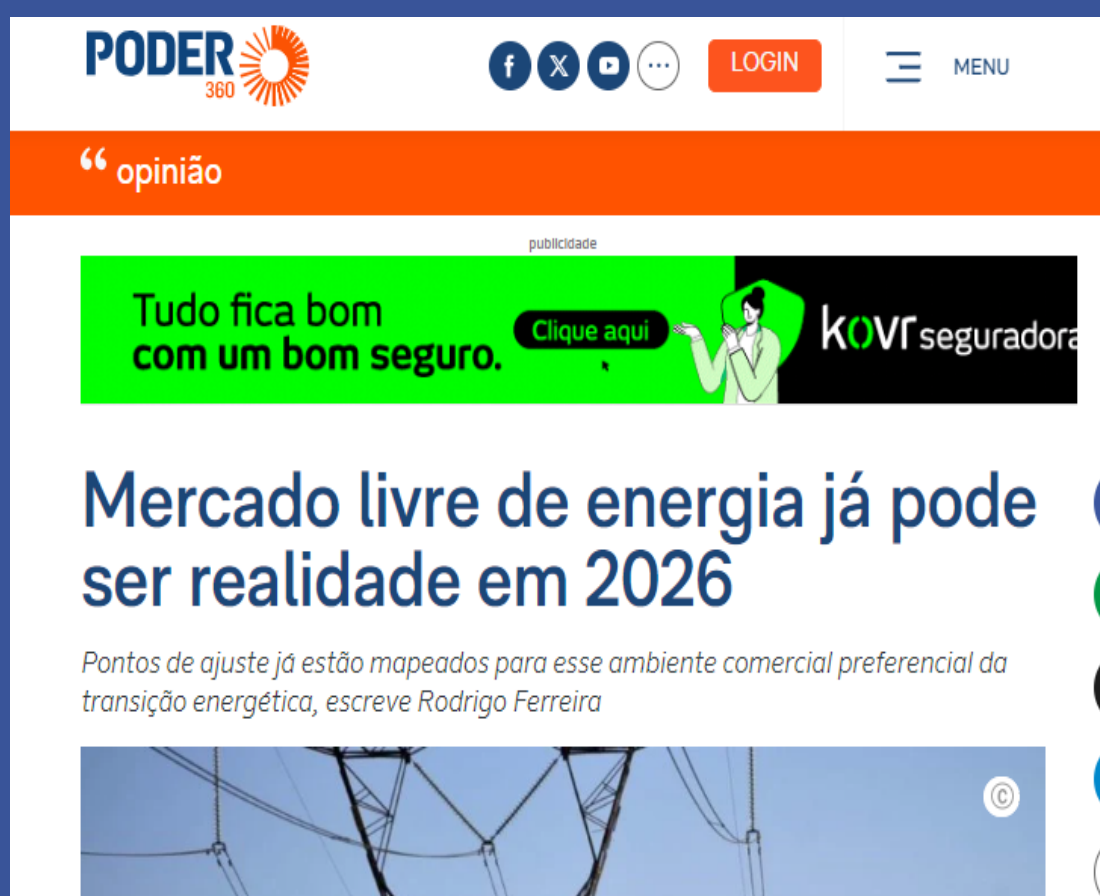 PODER
360
LOGIN
MENU
“ opinião
publicidade
Tudo fica bom
com um bom seguro.
Clique aqui
kovr seguradora
Mercado livre de energia já pode
ser realidade em 2026
Pontos de ajuste já estão mapeados para esse ambiente comercial preferencial da
transição energética, escreve Rodrigo Ferreira
©